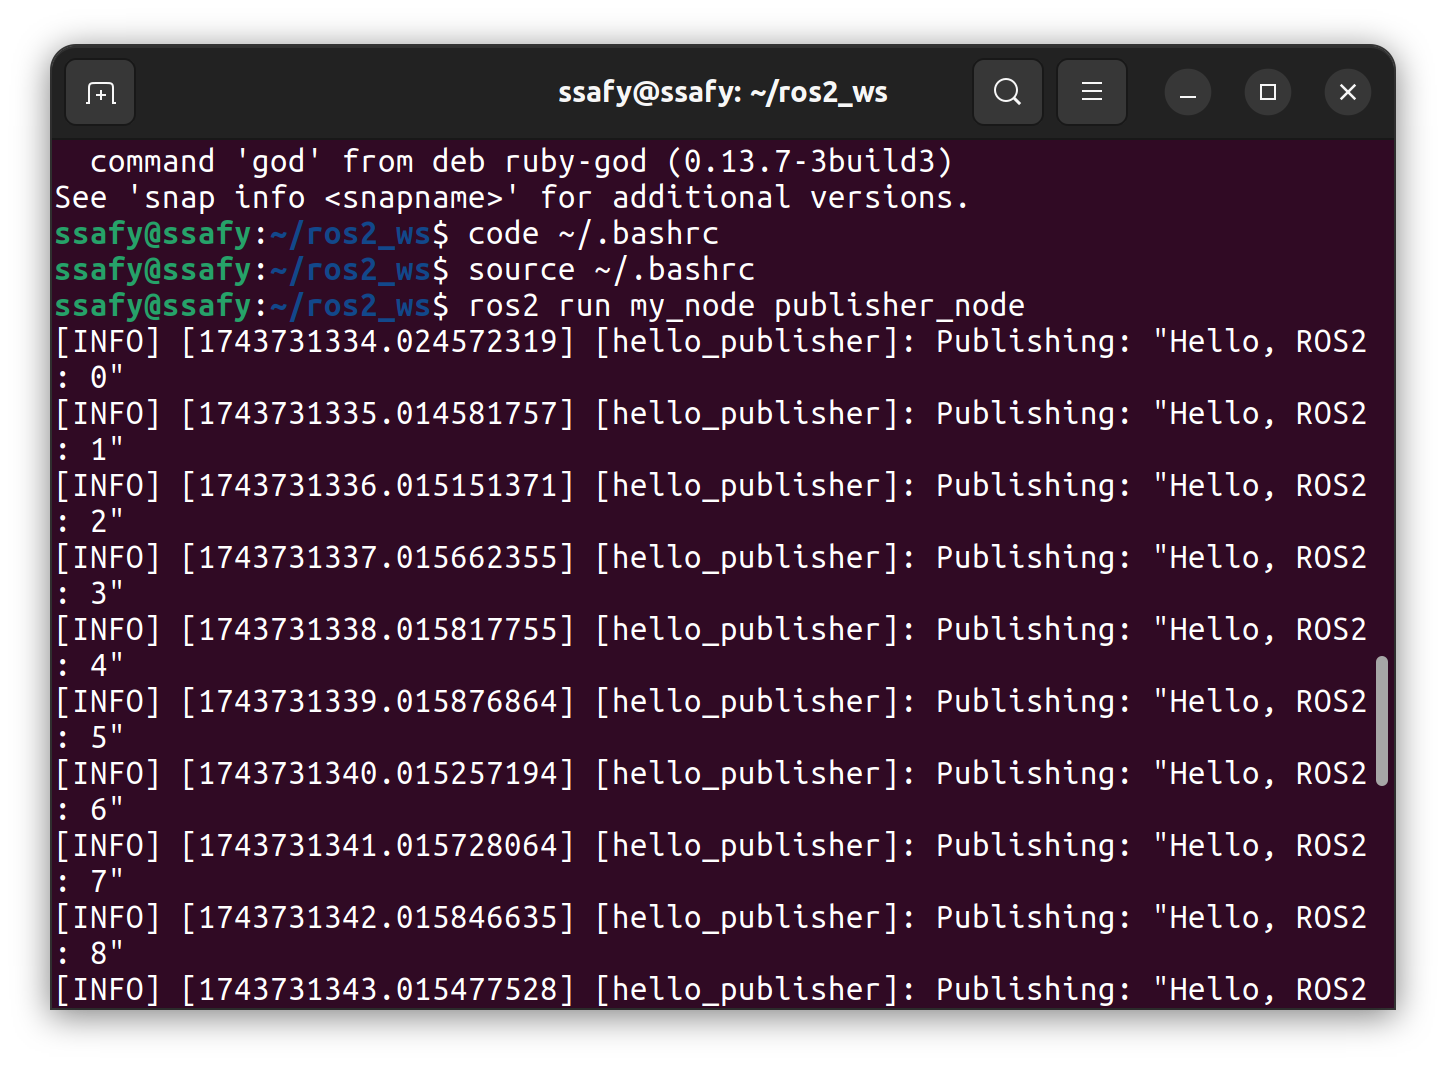 ssafy@ssafy: ~/ros2_ws
command 'god' from deb ruby-god (0.13.7-3build3)
See 'snap info <snapname>' for additional versions.
ssafy@ssafy:~/ros2_ws$ code ~/.bashrc
ssafy@ssafy:~/ros2_ws$ source ~/.bashrc
ssafy@ssafy:~/ros2_ws$ ros2 run my_node publisher_node
[INFO] [1743731334.024572319] [hello_publisher]: Publishing: "Hello, ROS2
: 0"
[INFO] [1743731335.014581757] [hello_publisher]: Publishing: "Hello, ROS2
: 1"
[INFO] [1743731336.015151371] [hello_publisher]: Publishing: "Hello, ROS2
: 2"
[INFO] [1743731337.015662355] [hello_publisher]: Publishing: "Hello, ROS2
: 3"
[INFO] [1743731338.015817755] [hello_publisher]: Publishing: "Hello, ROS2
: 4"
[INFO] [1743731339.015876864] [hello_publisher]: Publishing: "Hello, ROS2
: 5"
[INFO] [1743731340.015257194] [hello_publisher]: Publishing: "Hello, ROS2
: 6"
[INFO] [1743731341.015728064] [hello_publisher]: Publishing: "Hello, ROS2
: 7"
[INFO] [1743731342.015846635] [hello_publisher]: Publishing: "Hello, ROS2
: 8"
[INFO] [1743731343.015477528] [hello_publisher]: Publishing: "Hello, ROS2